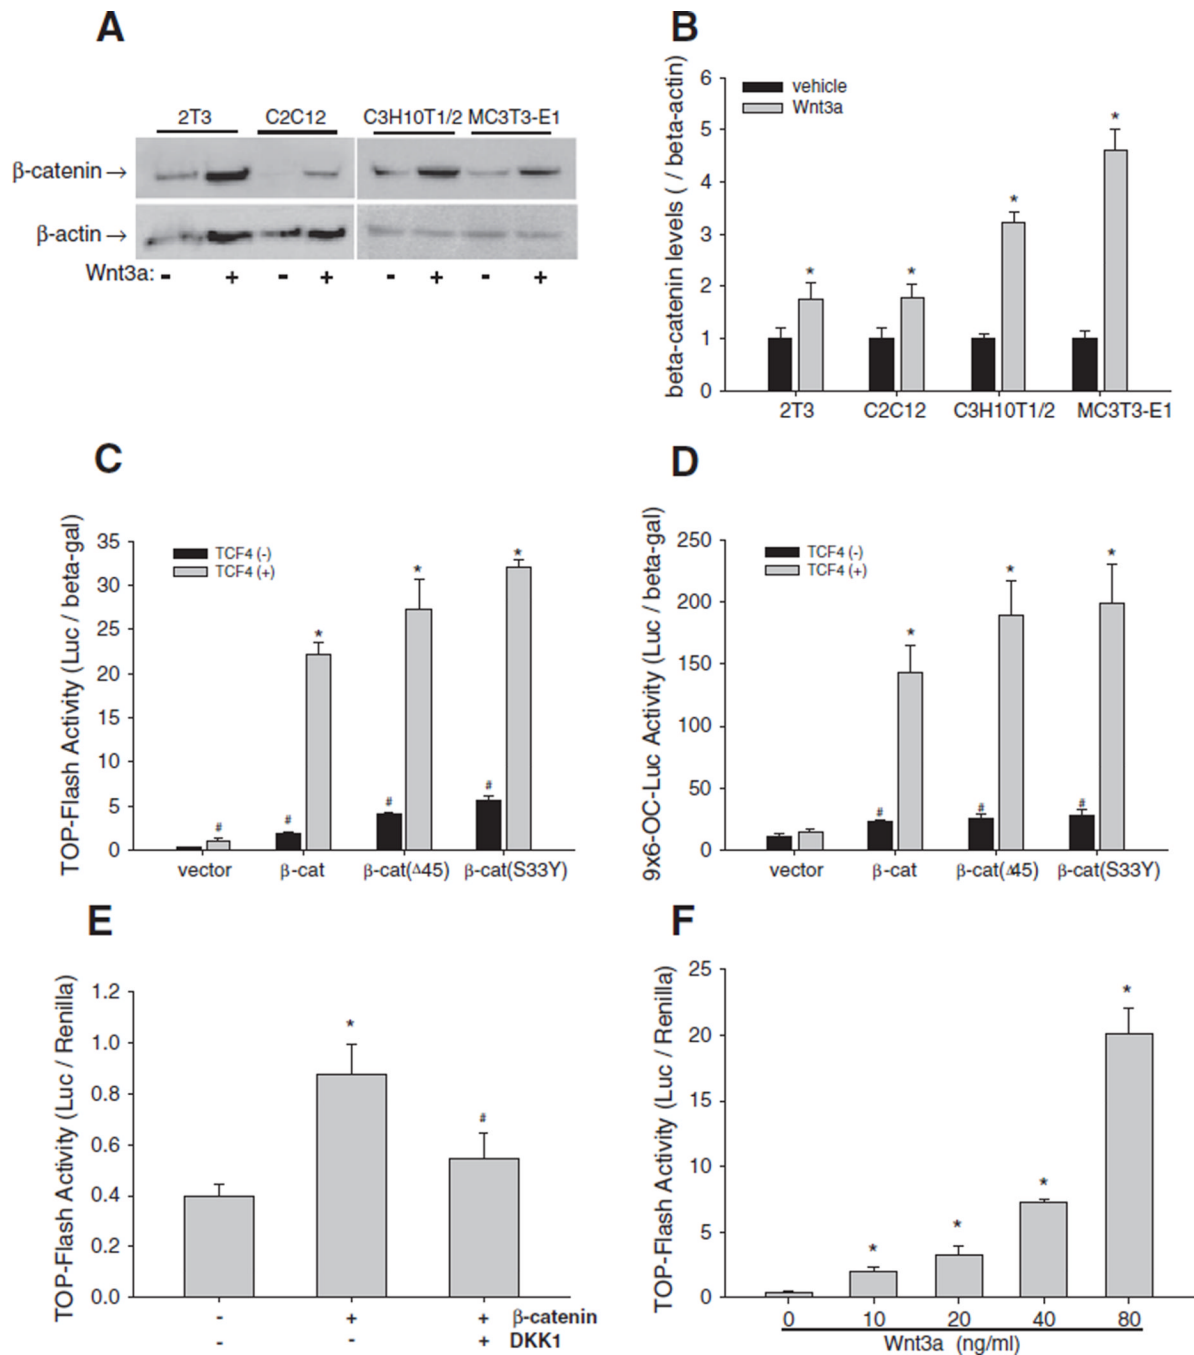 A
2T3 C2C12 C3H10T1/2 MC3T3-E1
β-catenin →
β-actin →
Wnt3a: - + - + - + - +
B
beta-catenin levels ( / beta-actin)
6
5
4
3
2
1
0
vehicle
Wnt3a
* * * *
2T3 C2C12 C3H10T1/2 MC3T3-E1
C
TOP-Flash Activity (Luc / beta-gal)
35
30
25
20
15
10
5
0
TCF4 (-)
TCF4 (+)
# # * # * # *
vector β-cat β-cat(Δ45) β-cat(S33Y)
D
9x6-OC-Luc Activity (Luc / beta-gal)
250
200
150
100
50
0
TCF4 (-)
TCF4 (+)
# * # * # *
vector β-cat β-cat(Δ45) β-cat(S33Y)
E
TOP-Flash Activity (Luc / Renilla)
1.2
1.0
0.8
0.6
0.4
0.2
0.0
* #
- + + β-catenin
- - + DKK1
F
TOP-Flash Activity (Luc / Renilla)
25
20
15
10
5
0
* * * *
0 10 20 40 80
Wnt3a (ng/ml)